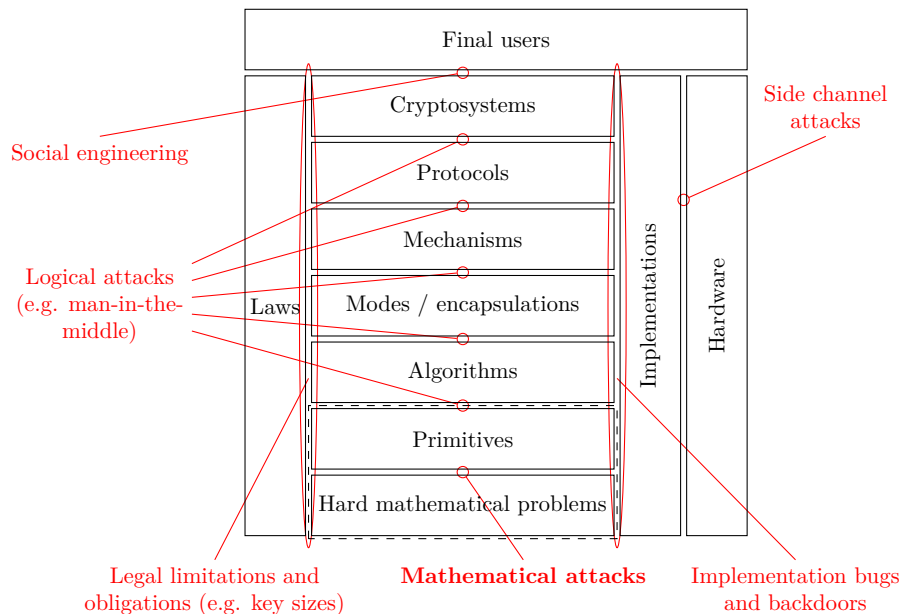 Final users
Cryptosystems
Side channel
attacks
Social engineering
Protocols
Mechanisms
Implementations
Hardware
Logical attacks
(e.g. man-in-the-
middle)
Laws
Modes / encapsulations
Algorithms
Primitives
Hard mathematical problems
Legal limitations and
obligations (e.g. key sizes)
Mathematical attacks
Implementation bugs
and backdoors